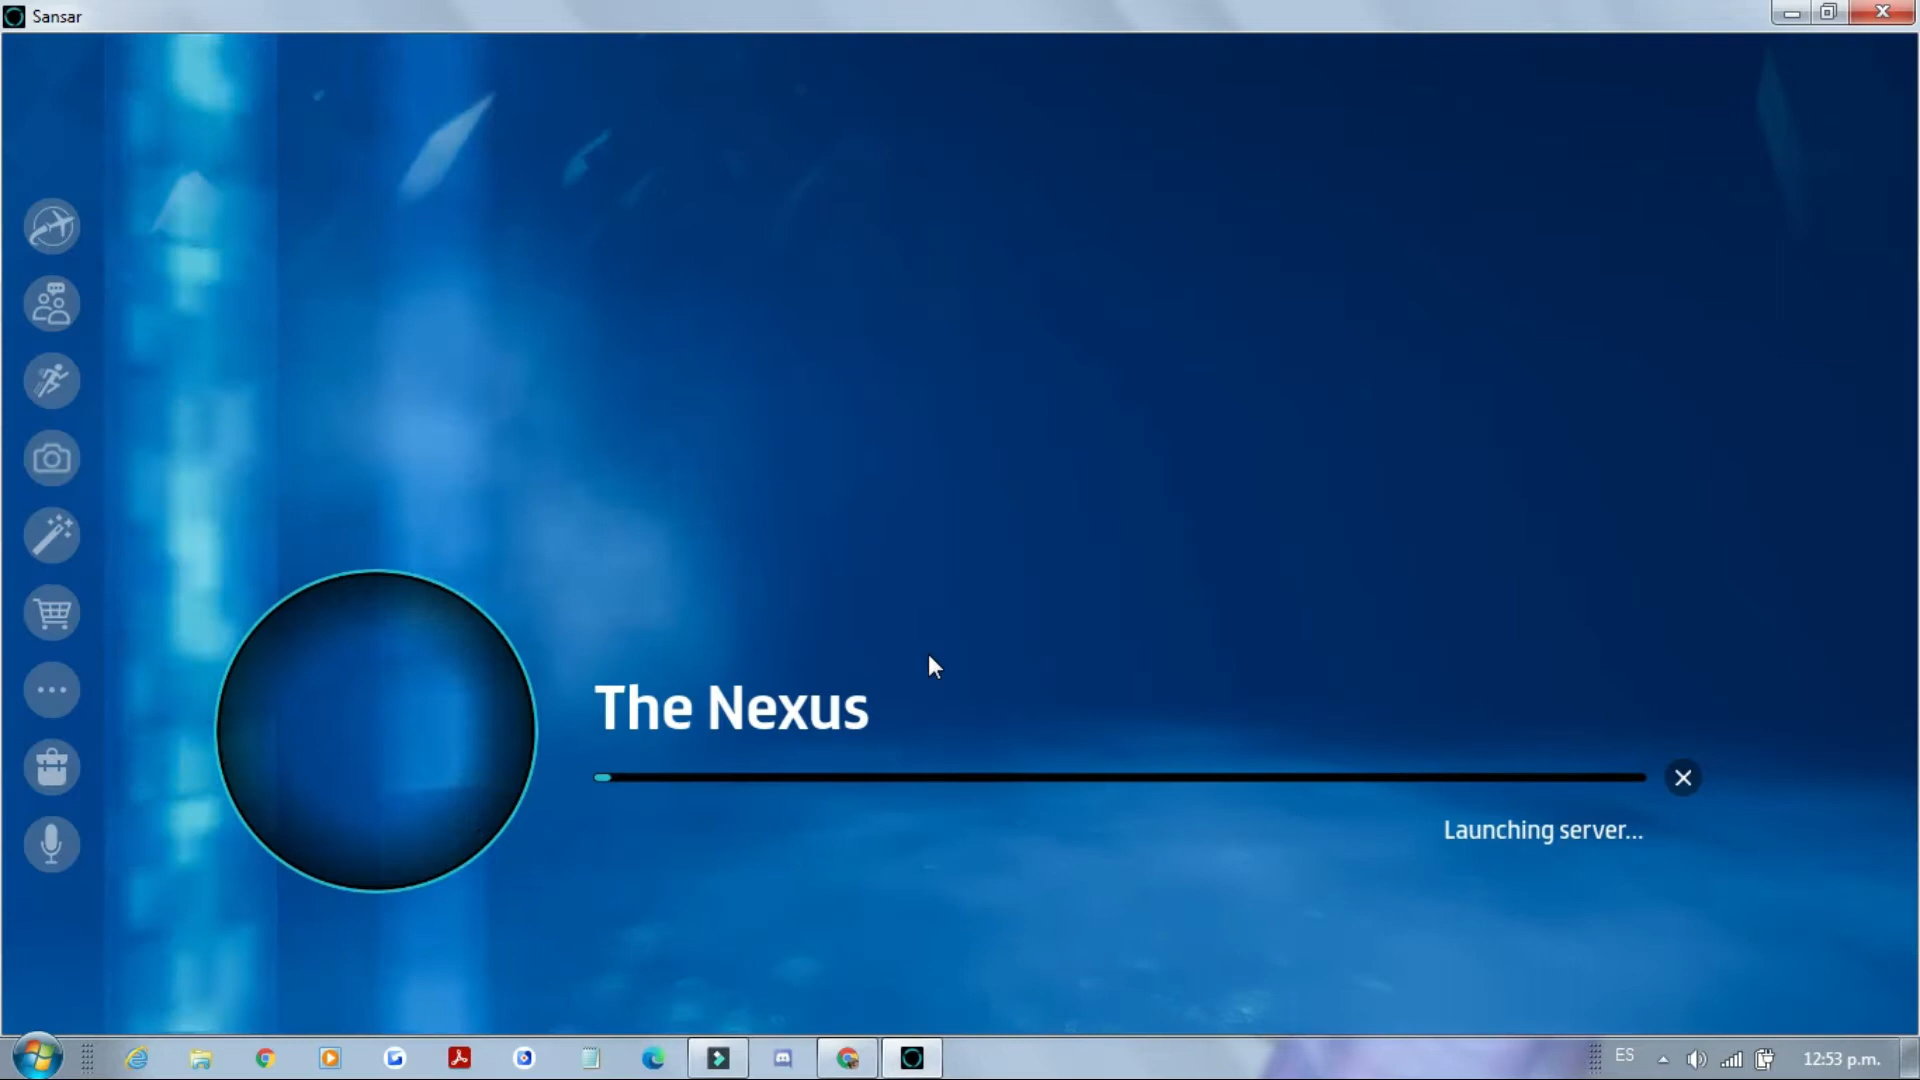 Sansar
The Nexus
Launching server...
ES
12:53 p.m.